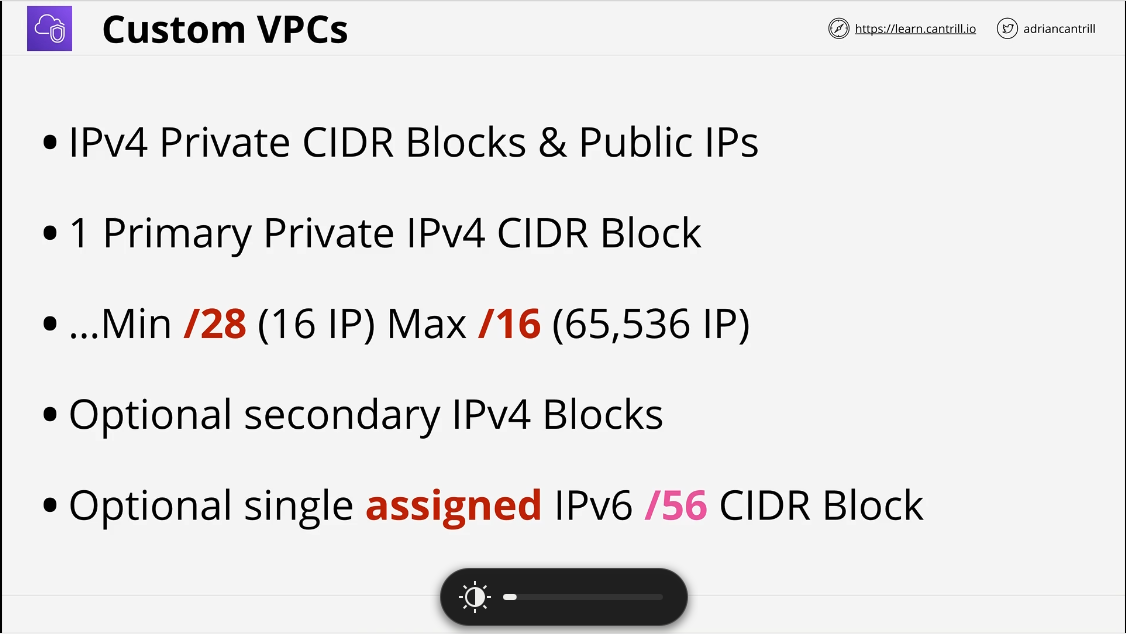 Custom VPCs
https://learn.cantrill.io
adriancantrill
• IPv4 Private CIDR Blocks & Public IPs
• 1 Primary Private IPv4 CIDR Block
• ...Min /28 (16 IP) Max /16 (65,536 IP)
• Optional secondary IPv4 Blocks
• Optional single assigned IPv6 /56 CIDR Block